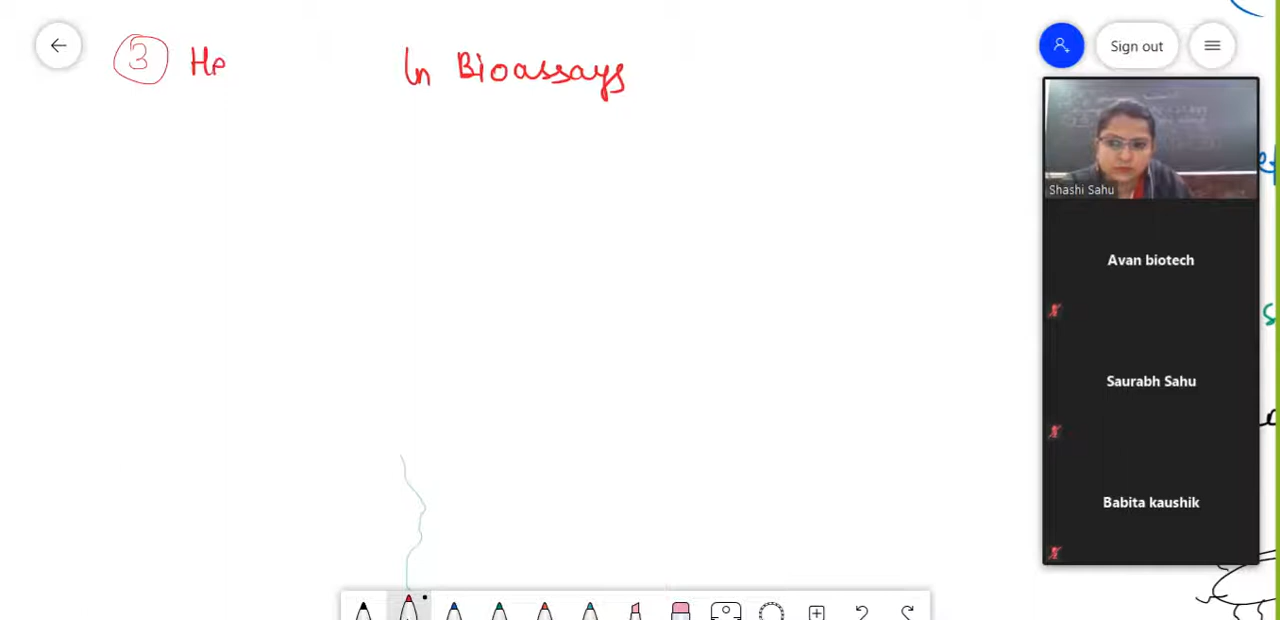 ③ He In Bioassays
Sign out
Shashi Sahu
Avan biotech
Saurabh Sahu
Babita kaushik